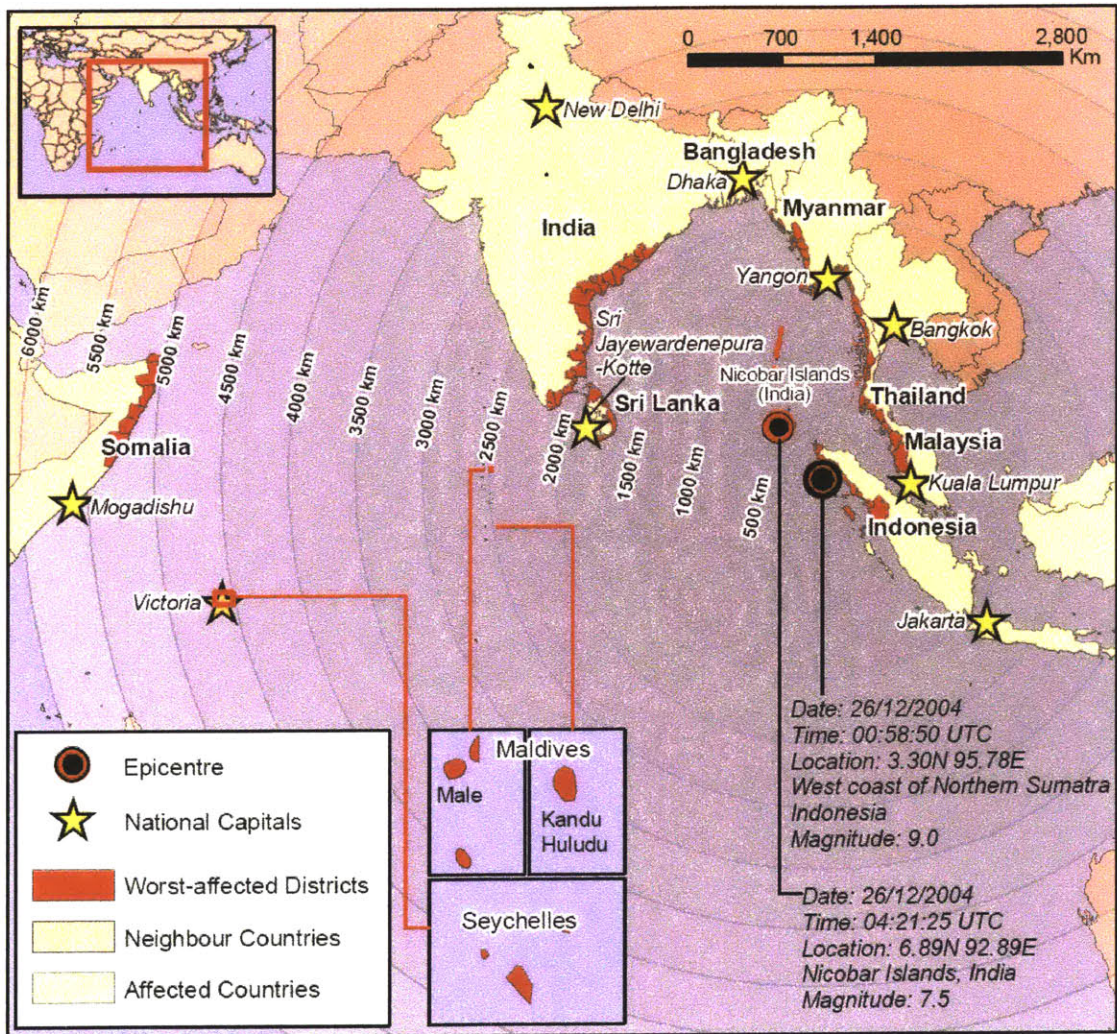 0 700 1,400 2,800
Km
New Delhi
Bangladesh
Dhaka
Myanmar
India
Yangon
Bangkok
Sri
Jayewardenepura
-Kotte
Nicobar Islands
(India)
Sri Lanka
Thailand
Malaysia
Kuala Lumpur
Indonesia
Jakarta
Somalia
Mogadishu
Victoria
6000 km
5500 km
5000 km
4500 km
4000 km
3500 km
3000 km
2500 km
2000 km
1500 km
1000 km
500 km
Date: 26/12/2004
Time: 00:58:50 UTC
Location: 3.30N 95.78E
West coast of Northern Sumatra
Indonesia
Magnitude: 9.0
Date: 26/12/2004
Time: 04:21:25 UTC
Location: 6.89N 92.89E
Nicobar Islands, India
Magnitude: 7.5
Maldives
Male
Kandu
Huludu
Seychelles
Epicentre
National Capitals
Worst-affected Districts
Neighbour Countries
Affected Countries